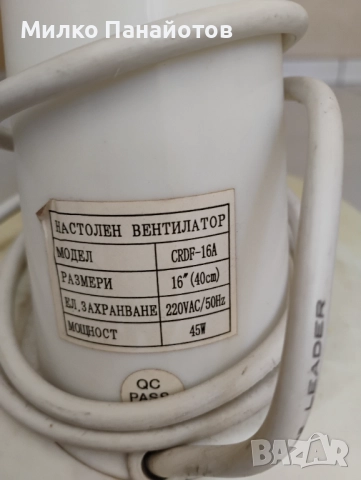 Милко Панайотов
НАСТОЛЕН ВЕНТИЛАТОР
МОДЕЛ CRDF-16A
РАЗМЕРИ 16"(40cm)
ЕЛ.ЗАХРАНВАНЕ 220VAC/50Hz
МОЩНОСТ 45W
QC
PASS
LEADER
BAZAR